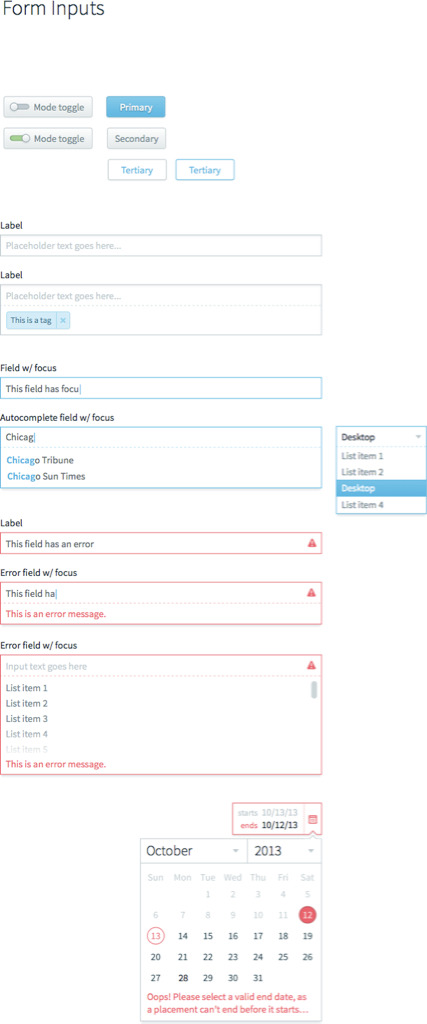 Form Inputs
Mode toggle
Primary
Mode toggle
Secondary
Tertiary
Tertiary
Label
Placeholder text goes here...
Label
Placeholder text goes here...
This is a tag ×
Field w/ focus
This field has focu
Autocomplete field w/ focus
Chicag
Chicago Tribune
Chicago Sun Times
Desktop
List item 1
List item 2
Desktop
List item 4
Label
This field has an error
Error field w/ focus
This field ha
This is an error message.
Error field w/ focus
Input text goes here
List item 1
List item 2
List item 3
List item 4
List item 5
This is an error message.
starts 10/13/13
ends 10/12/13
October 2013
Sun Mon Tue Wed Thu Fri Sat
1 2 3 4 5
6 7 8 9 10 11 12
13 14 15 16 17 18 19
20 21 22 23 24 25 26
27 28 29 30 31
Oops! Please select a valid end date, as
a placement can't end before it starts...